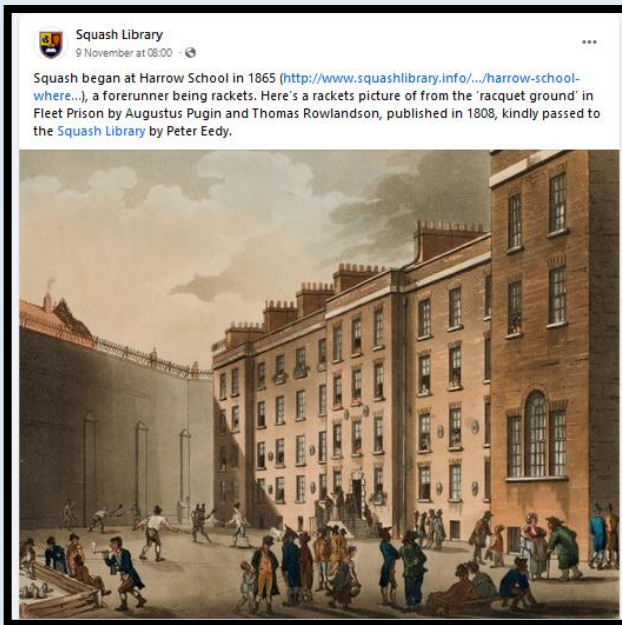 Squash Library
9 November at 08:00 ·
Squash began at Harrow School in 1865 (http://www.squashlibrary.info/.../harrow-school-
where...), a forerunner being rackets. Here's a rackets picture of from the 'racquet ground' in
Fleet Prison by Augustus Pugin and Thomas Rowlandson, published in 1808, kindly passed to
the Squash Library by Peter Eedy.